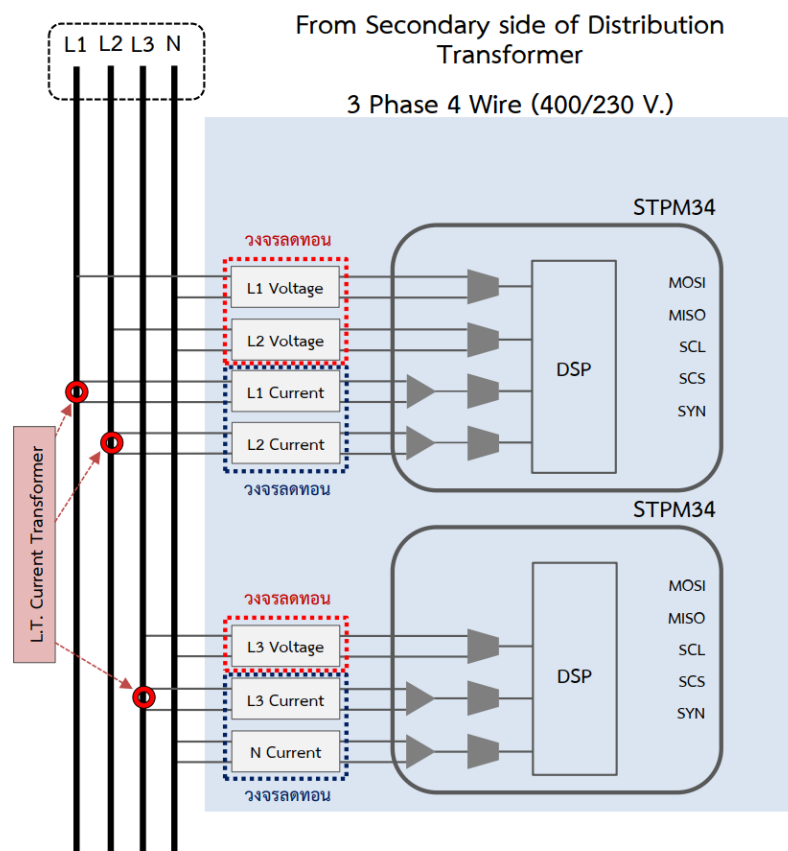 From Secondary side of Distribution
Transformer
3 Phase 4 Wire (400/230 V.)
L1 L2 L3 N
STPM34
วงจรลดทอน
L1 Voltage
L2 Voltage
L1 Current
L2 Current
วงจรลดทอน
DSP
MOSI
MISO
SCL
SCS
SYN
L.T. Current Transformer
STPM34
วงจรลดทอน
L3 Voltage
L3 Current
N Current
วงจรลดทอน
DSP
MOSI
MISO
SCL
SCS
SYN